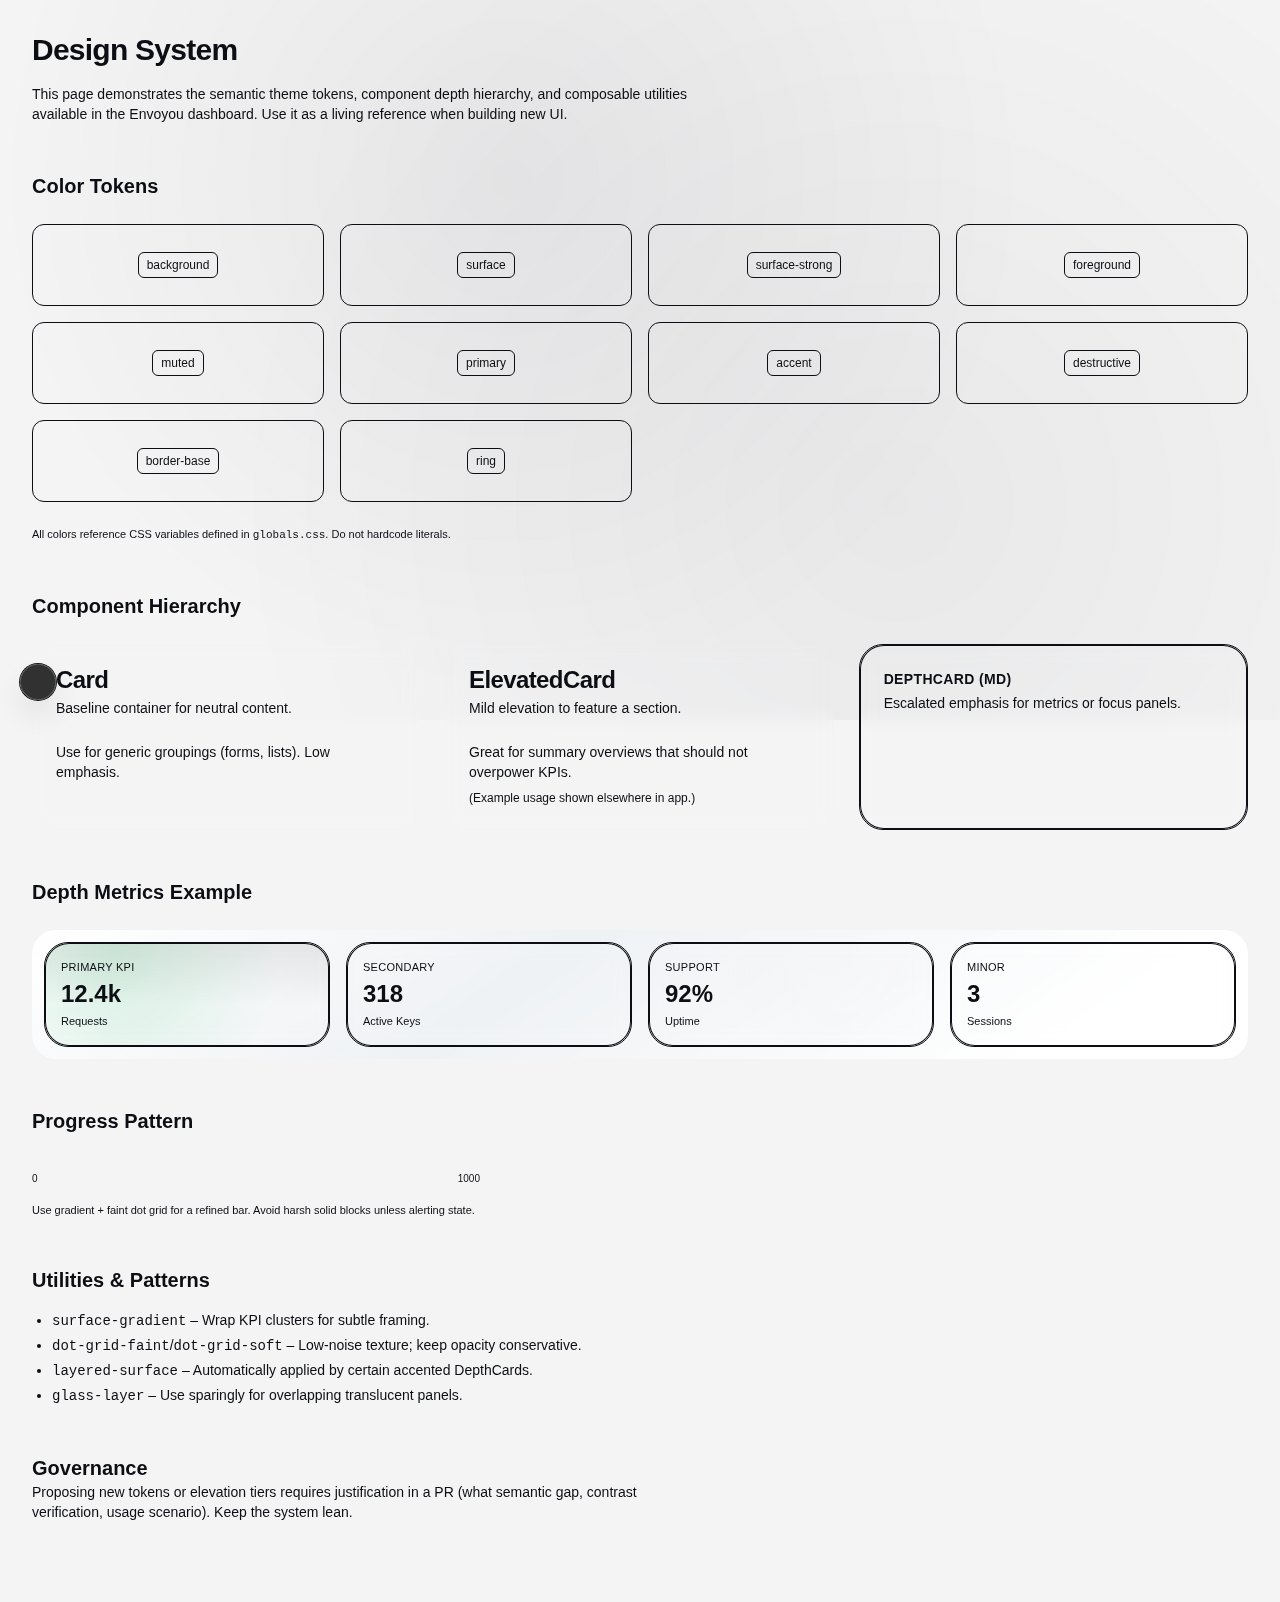 Design System
This page demonstrates the semantic theme tokens, component depth hierarchy, and composable utilities
available in the Envoyou dashboard. Use it as a living reference when building new UI.
Color Tokens
background
surface
surface-strong
foreground
muted
primary
accent
destructive
border-base
ring
All colors reference CSS variables defined in globals.css. Do not hardcode literals.
Component Hierarchy
Card
Baseline container for neutral content.
Use for generic groupings (forms, lists). Low
emphasis.
ElevatedCard
Mild elevation to feature a section.
Great for summary overviews that should not
overpower KPIs.
(Example usage shown elsewhere in app.)
DEPTHCARD (MD)
Escalated emphasis for metrics or focus panels.
Depth Metrics Example
PRIMARY KPI
12.4k
Requests
SECONDARY
318
Active Keys
SUPPORT
92%
Uptime
MINOR
3
Sessions
Progress Pattern
0
1000
Use gradient + faint dot grid for a refined bar. Avoid harsh solid blocks unless alerting state.
Utilities & Patterns
• surface-gradient – Wrap KPI clusters for subtle framing.
• dot-grid-faint/dot-grid-soft – Low-noise texture; keep opacity conservative.
• layered-surface – Automatically applied by certain accented DepthCards.
• glass-layer – Use sparingly for overlapping translucent panels.
Governance
Proposing new tokens or elevation tiers requires justification in a PR (what semantic gap, contrast
verification, usage scenario). Keep the system lean.